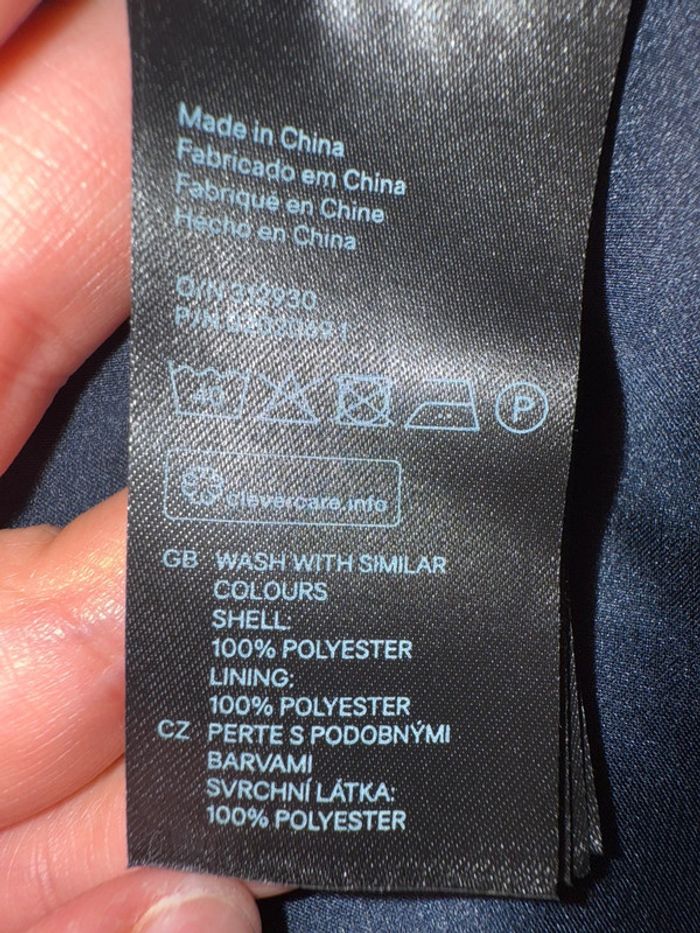 Made in China
Fabricado em China
Fabriqué en Chine
Hecho en China
O/N 312930
P/N
40
P
clevercare.info
GB WASH WITH SIMILAR
COLOURS
SHELL:
100% POLYESTER
LINING:
100% POLYESTER
CZ PERTE S PODOBNÝMI
BARVAMI
SVRCHNÍ LÁTKA:
100% POLYESTER